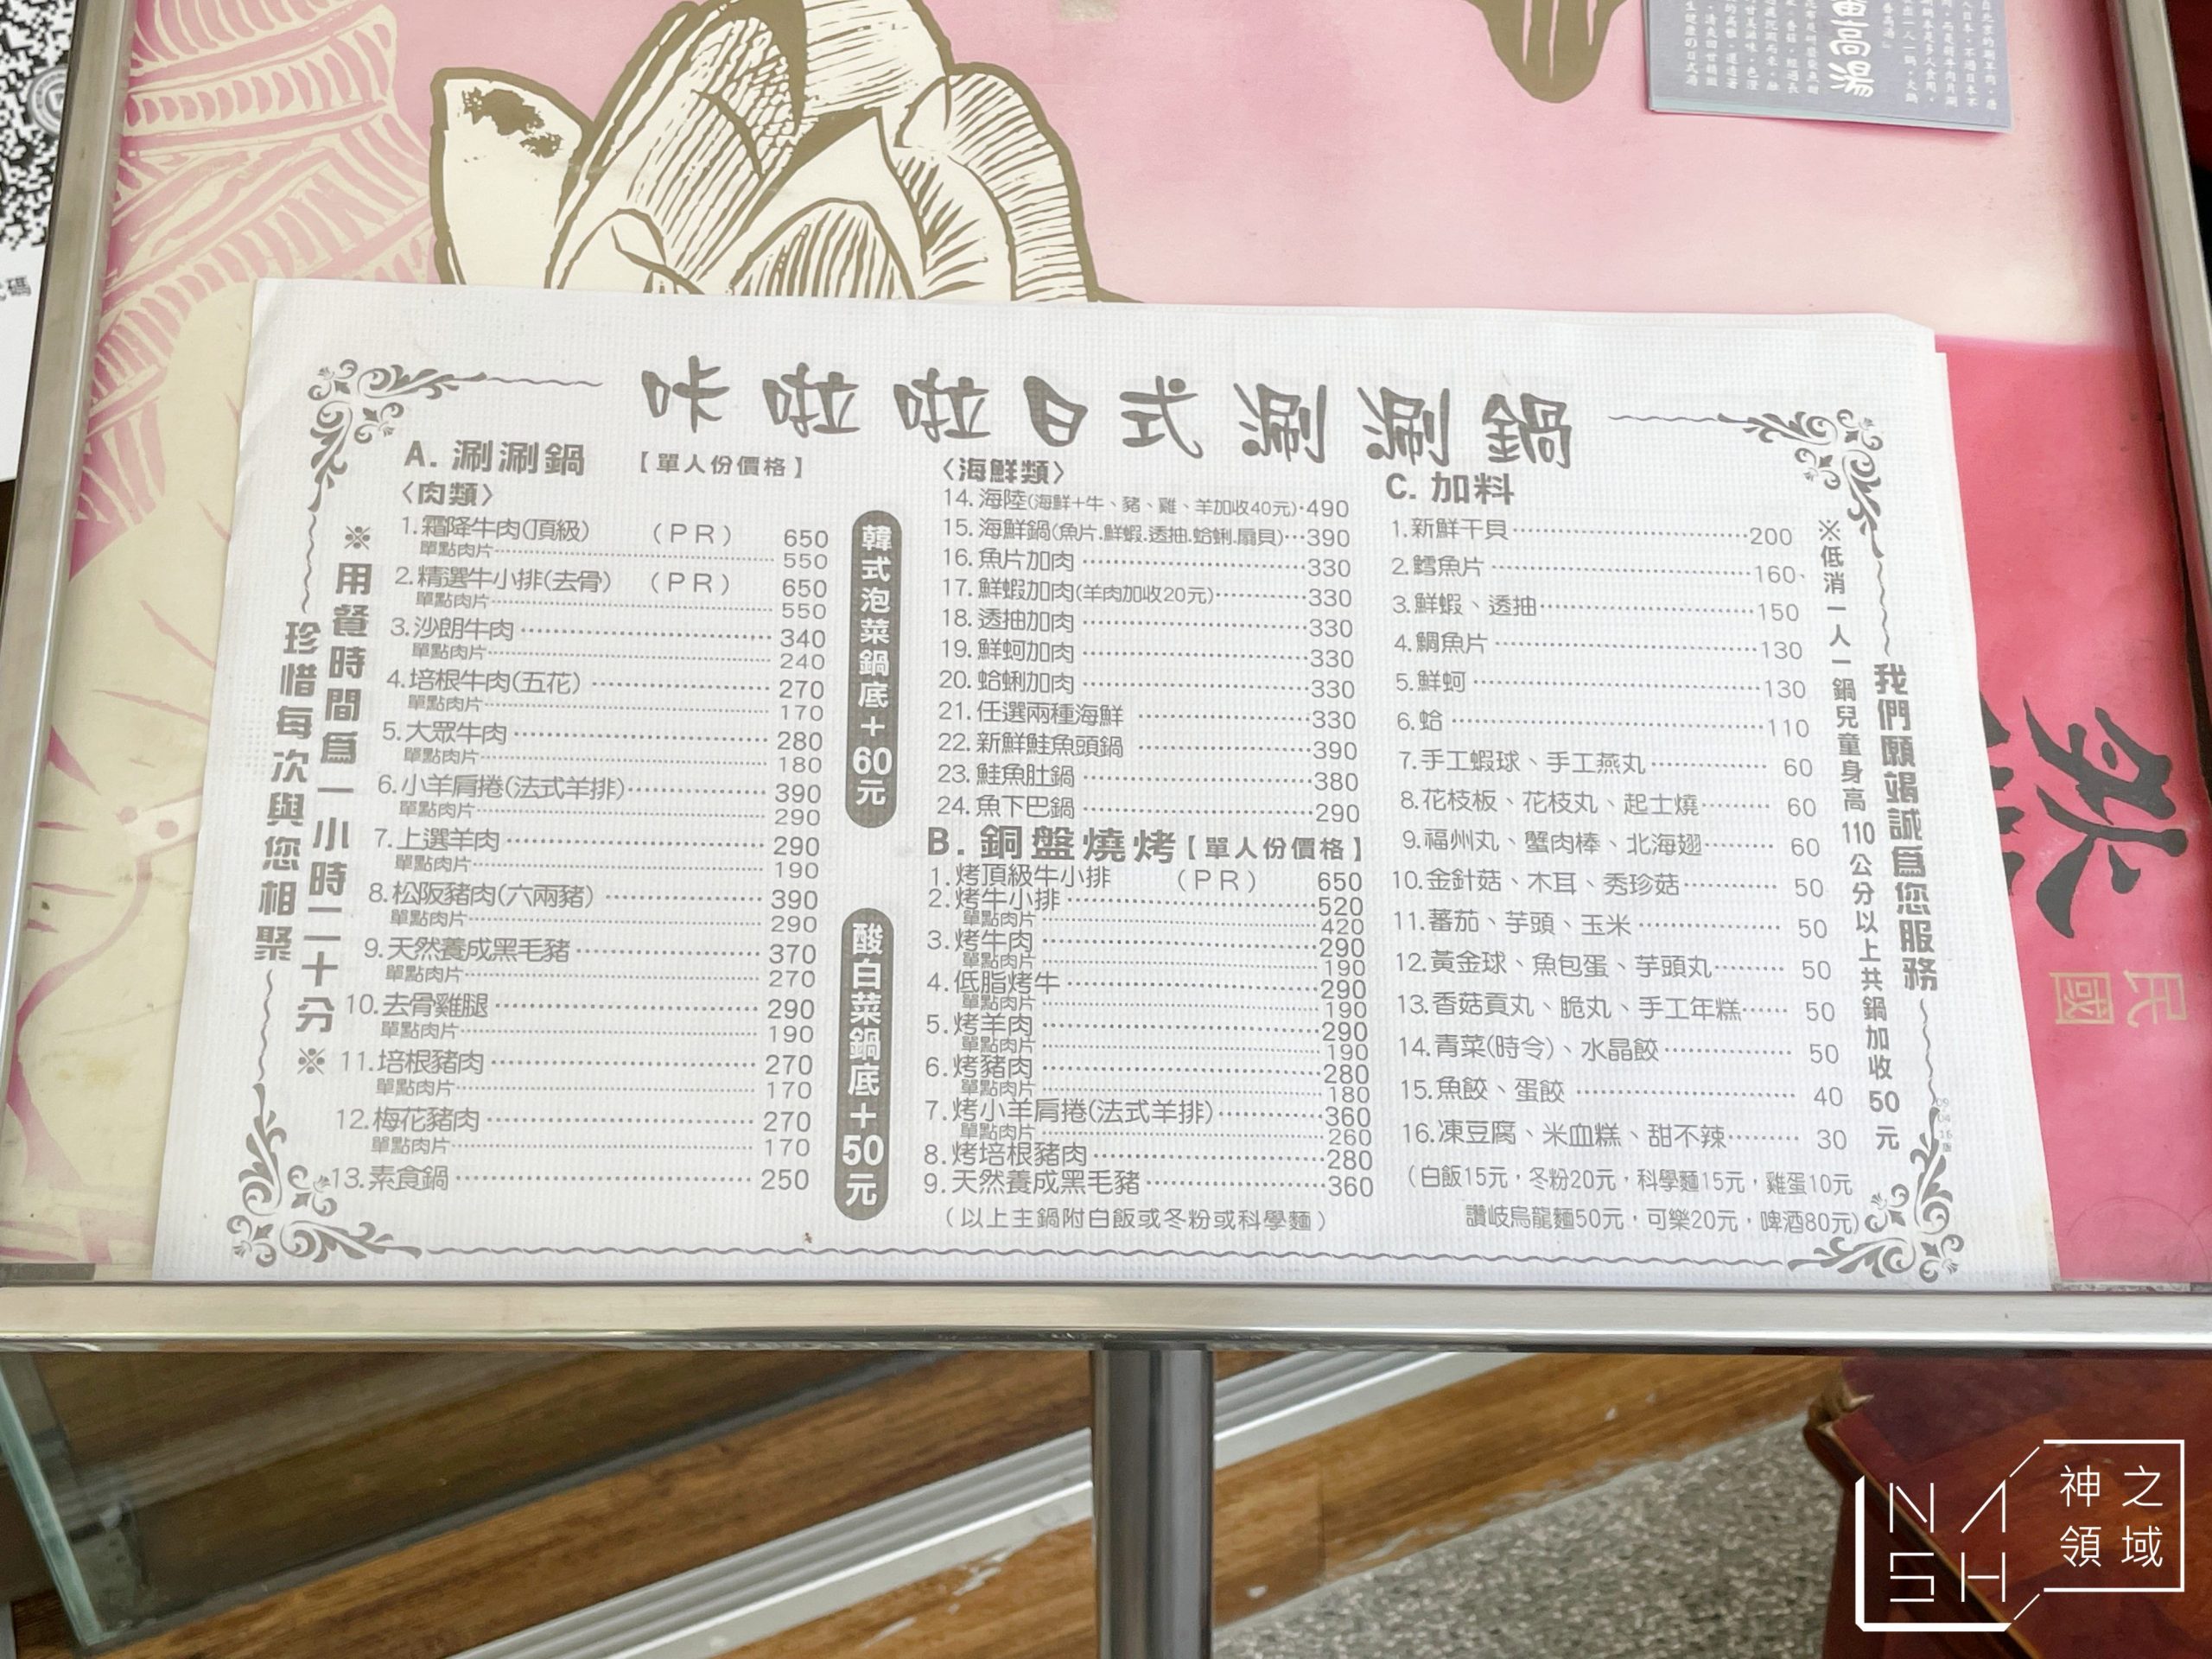 咔啦啦日式涮涮鍋
A. 涮涮鍋 【單人份價格】
〈肉類〉
1.霜降牛肉(頂級) (PR) 650
單點肉片 550
2.精選牛小排(去骨) (PR) 650
單點肉片 550
3.沙朗牛肉 340
單點肉片 240
4.培根牛肉(五花) 270
單點肉片 170
5.大眾牛肉 280
單點肉片 180
6.小羊肩捲(法式羊排) 390
單點肉片 290
7.上選羊肉 290
單點肉片 190
8.松阪豬肉(六兩豬) 390
單點肉片 290
9.天然養成黑毛豬 370
單點肉片 270
10.去骨雞腿 290
單點肉片 190
11.培根豬肉 270
單點肉片 170
12.梅花豬肉 270
單點肉片 170
13.素食鍋 250
※用餐時間為一小時二十分※
珍惜每次與您相聚
韓式泡菜鍋底+60元
酸白菜鍋底+50元
〈海鮮類〉
14.海陸(海鮮+牛、豬、雞、羊加收40元) 490
15.海鮮鍋(魚片.鮮蝦.透抽.蛤蜊.扇貝) 390
16.魚片加肉 330
17.鮮蝦加肉(羊肉加收20元) 330
18.透抽加肉 330
19.鮮蚵加肉 330
20.蛤蜊加肉 330
21.任選兩種海鮮 330
22.新鮮鮭魚頭鍋 390
23.鮭魚肚鍋 380
24.魚下巴鍋 290
B. 銅盤燒烤【單人份價格】
1.烤頂級牛小排 (PR) 650
2.烤牛小排 520
單點肉片 420
3.烤牛肉 290
單點肉片 190
4.低脂烤牛 290
單點肉片 190
5.烤羊肉 290
單點肉片 190
6.烤豬肉 280
單點肉片 180
7.烤小羊肩捲(法式羊排) 360
單點肉片 260
8.烤培根豬肉 280
9.天然養成黑毛豬 360
(以上主鍋附白飯或冬粉或科學麵)
C. 加料
1.新鮮干貝 200
2.鱈魚片 160
3.鮮蝦、透抽 150
4.鯛魚片 130
5.鮮蚵 130
6.蛤 110
7.手工蝦球、手工燕丸 60
8.花枝板、花枝丸、起士燒 60
9.福州丸、蟹肉棒、北海翅 60
10.金針菇、木耳、秀珍菇 50
11.蕃茄、芋頭、玉米 50
12.黃金球、魚包蛋、芋頭丸 50
13.香菇貢丸、脆丸、手工年糕 50
14.青菜(時令)、水晶餃 50
15.魚餃、蛋餃 40
16.凍豆腐、米血糕、甜不辣 30
(白飯15元，冬粉20元，科學麵15元，雞蛋10元
讚岐烏龍麵50元，可樂20元，啤酒80元)
※低消一人一鍋兒童身高110公分以上共鍋加收50元
我們願竭誠為您服務
高湯
碼
民國
NASH
神之領域